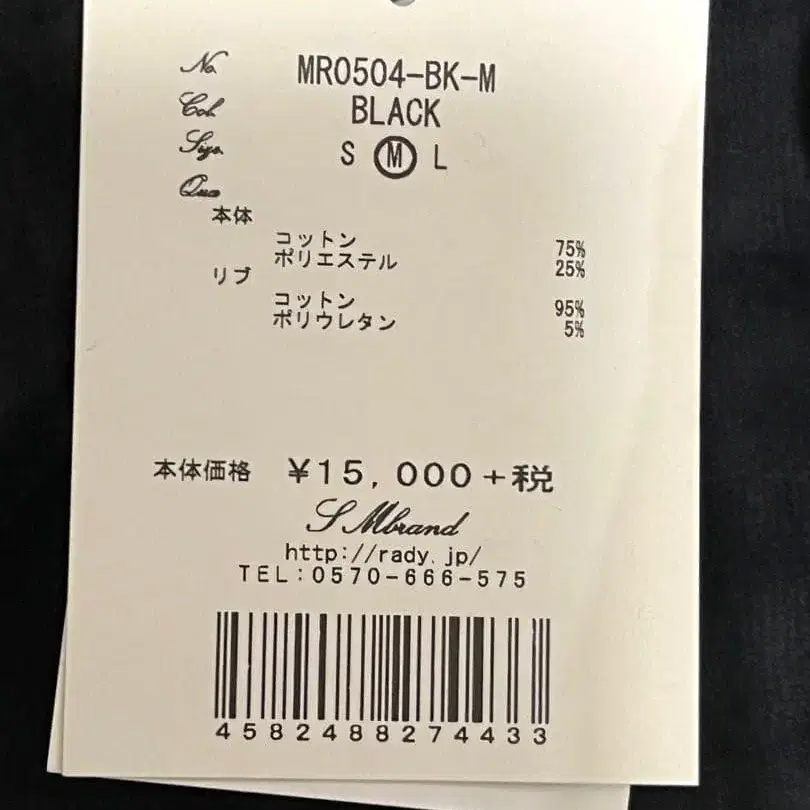 No. MR0504-BK-M
Col. BLACK
Size. S M L
Qua
本体
コットン 75%
ポリエステル 25%
リブ
コットン 95%
ポリウレタン 5%
本体価格 ¥15,000+税
S Mbrand
http://rady.jp/
TEL:0570-666-575
4582488274433